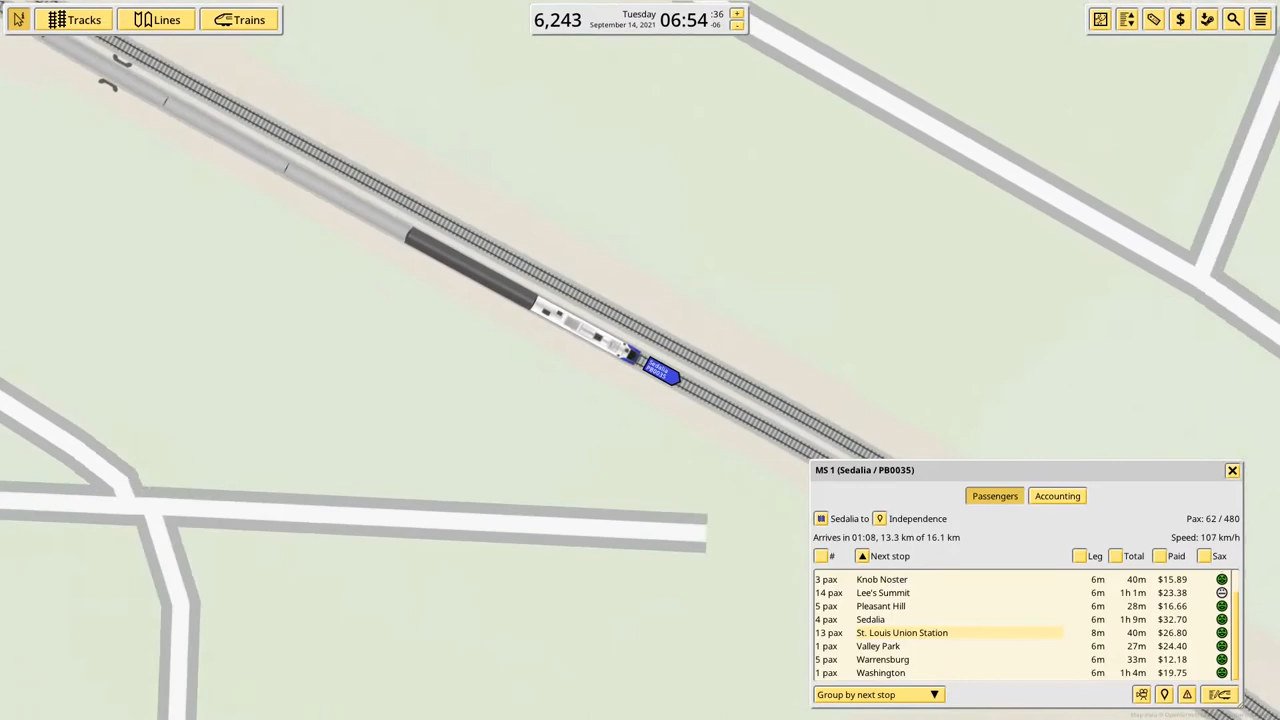 Tracks
Lines
Trains
6,243
Tuesday
September 14, 2021
06:54
:36
-06
+
-
$
MS 1 (Sedalia / PB0035)
Passengers
Accounting
Sedalia to Independence
Pax: 62 / 480
Arrives in 01:08, 13.3 km of 16.1 km
Speed: 107 km/h
# Next stop Leg Total Paid Sax
3 pax Knob Noster 6m 40m $15.89
14 pax Lee's Summit 6m 1h 1m $23.38
5 pax Pleasant Hill 6m 28m $16.66
4 pax Sedalia 6m 1h 9m $32.70
13 pax St. Louis Union Station 8m 40m $26.80
1 pax Valley Park 6m 27m $24.40
5 pax Warrensburg 6m 33m $12.18
1 pax Washington 6m 1h 4m $19.75
Group by next stop
Sedalia
PB0035